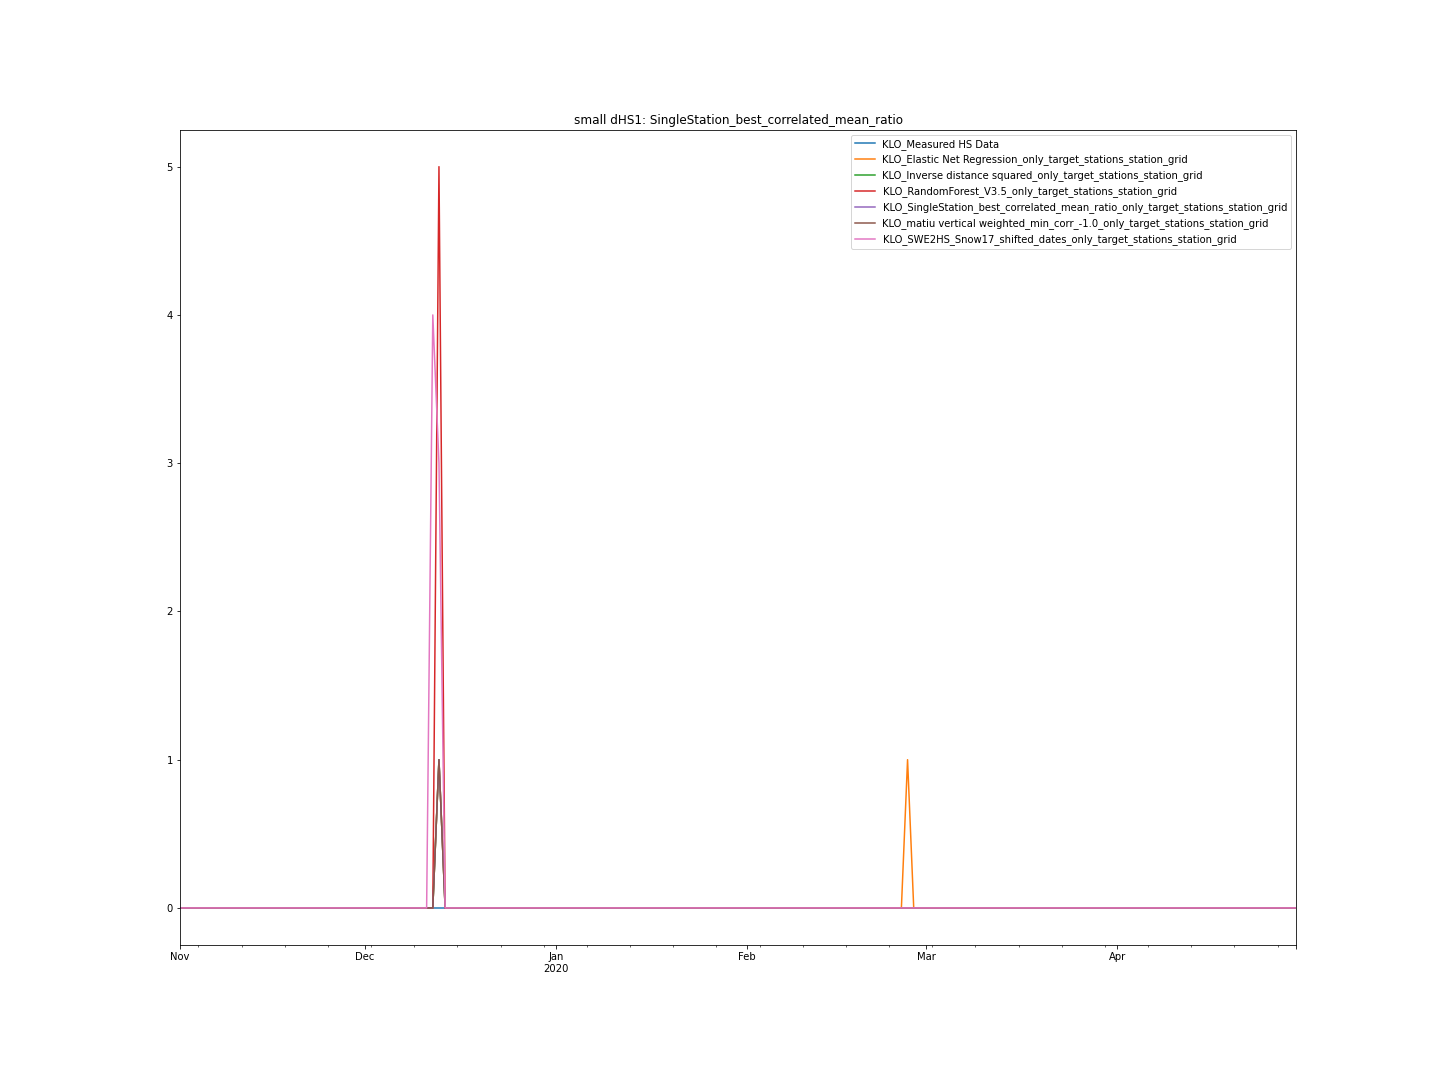 small dHS1: SingleStation_best_correlated_mean_ratio
KLO_Measured HS Data
KLO_Elastic Net Regression_only_target_stations_station_grid
KLO_Inverse distance squared_only_target_stations_station_grid
KLO_RandomForest_V3.5_only_target_stations_station_grid
KLO_SingleStation_best_correlated_mean_ratio_only_target_stations_station_grid
KLO_matiu vertical weighted_min_corr_-1.0_only_target_stations_station_grid
KLO_SWE2HS_Snow17_shifted_dates_only_target_stations_station_grid
5
4
3
2
1
0
Nov Dec Jan Feb Mar Apr
2020